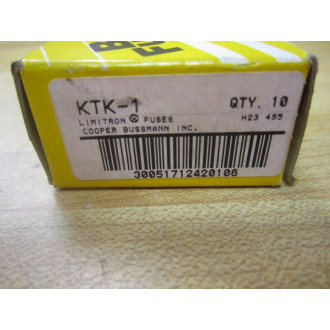 KTK-1 QTY. 10
LIMITRON ® FUSES H23 495
COOPER BUSSMANN INC.
30051712420106